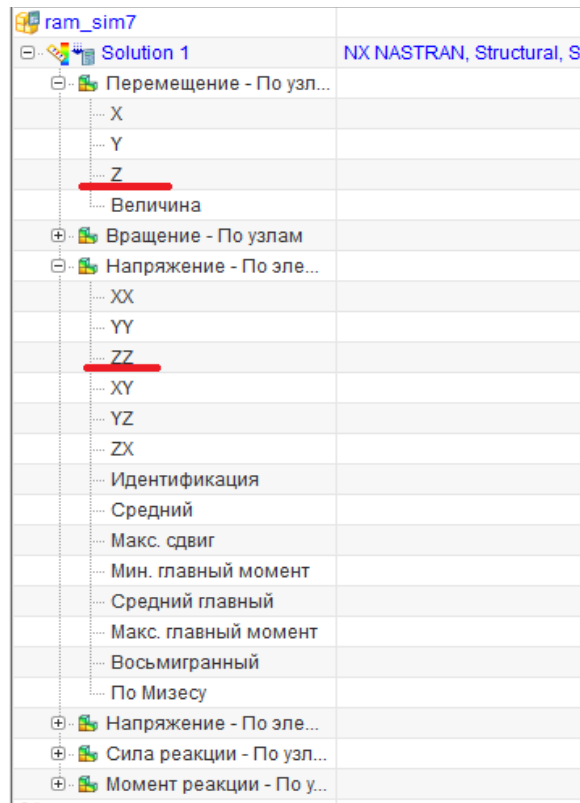 ram_sim7
Solution 1 NX NASTRAN, Structural, S
Перемещение - По узл...
X
Y
Z
Величина
Вращение - По узлам
Напряжение - По эле...
XX
YY
ZZ
XY
YZ
ZX
Идентификация
Средний
Макс. сдвиг
Мин. главный момент
Средний главный
Макс. главный момент
Восьмигранный
По Мизесу
Напряжение - По эле...
Сила реакции - По узл...
Момент реакции - По у...